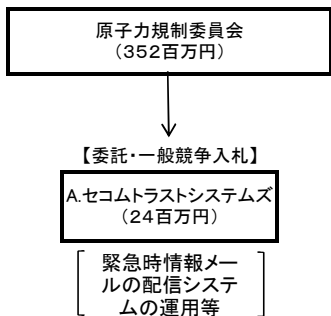 原子力規制委員会
（352百万円）
【委託・一般競争入札】
A.セコムトラストシステムズ
（24百万円）
緊急時情報メー
ルの配信システ
ムの運用等